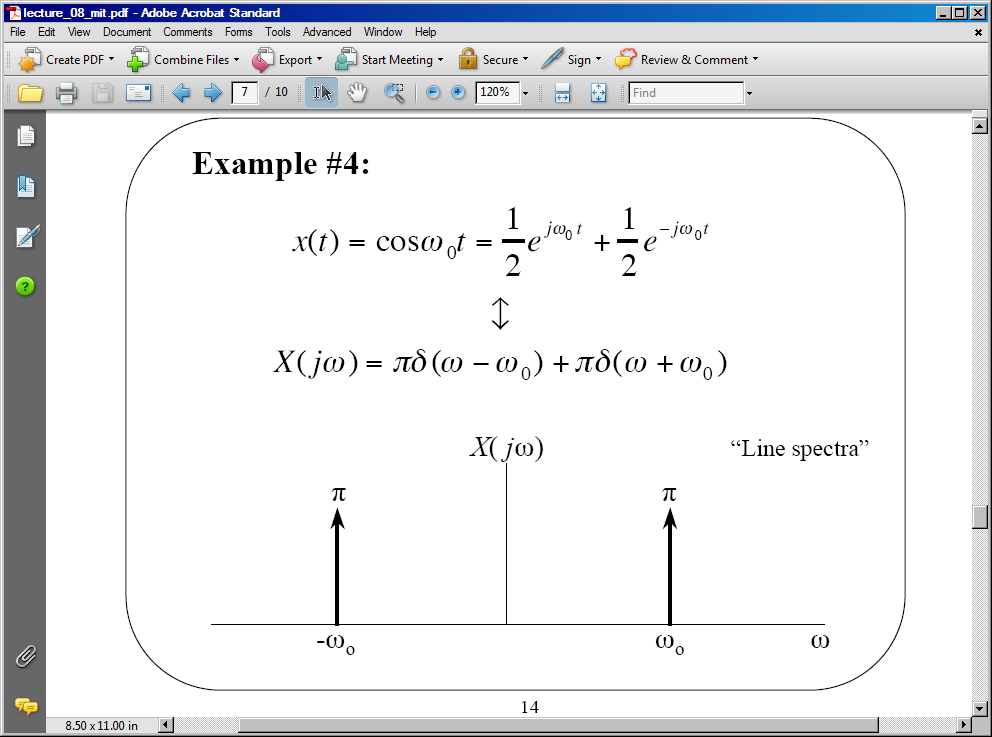 lecture_08_mit.pdf - Adobe Acrobat Standard
File Edit View Document Comments Forms Tools Advanced Window Help
Create PDF Combine Files Export Start Meeting Secure Sign Review & Comment
7 / 10 120% Find
Example #4:
x(t) = cosω₀t = 1/2 e^{jω₀t} + 1/2 e^{-jω₀t}
↕
X(jω) = πδ(ω − ω₀) + πδ(ω + ω₀)
X(jω) “Line spectra”
π π
-ωₒ ωₒ ω
14
8.50 x 11.00 in